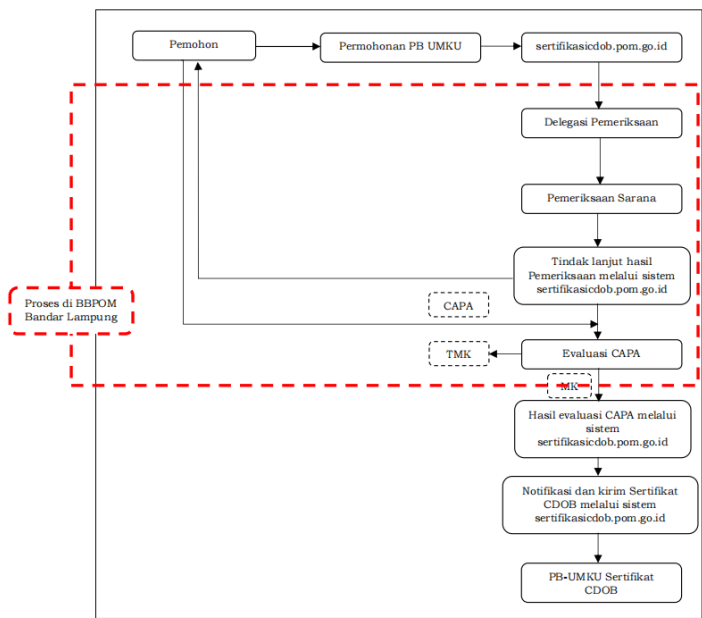 Pemohon
Permohonan PB UMKU
sertifikasicdob.pom.go.id
Delegasi Pemeriksaan
Pemeriksaan Sarana
Tindak lanjut hasil
Pemeriksaan melalui sistem
sertifikasicdob.pom.go.id
Proses di BBPOM
Bandar Lampung
CAPA
TMK
Evaluasi CAPA
MK
Hasil evaluasi CAPA melalui
sistem
sertifikasicdob.pom.go.id
Notifikasi dan kirim Sertifikat
CDOB melalui sistem
sertifikasicdob.pom.go.id
PB-UMKU Sertifikat
CDOB